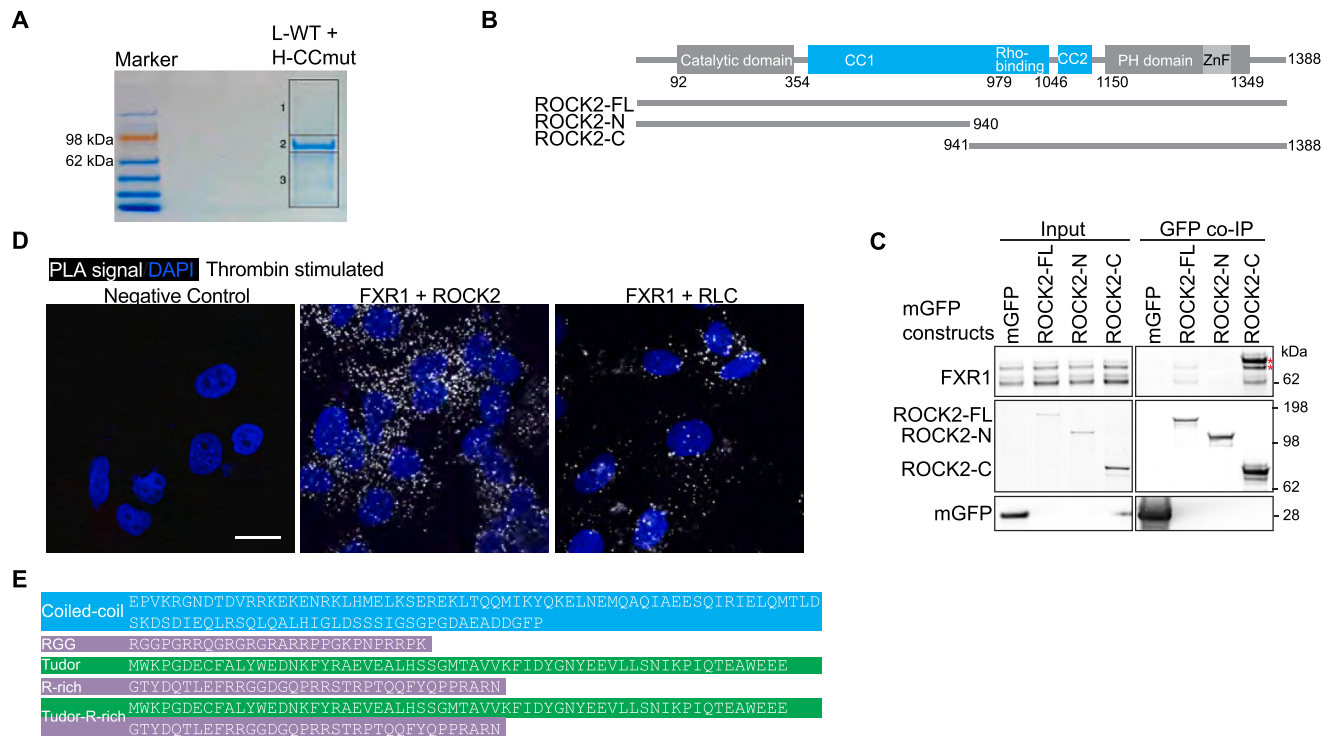 A
Marker
L-WT +
H-CCmut
98 kDa
62 kDa
1
2
3
B
Catalytic domain
CC1
Rho-
binding
CC2
PH domain
ZnF
1388
92
354
979
1046
1150
1349
ROCK2-FL
ROCK2-N
940
ROCK2-C
941
1388
D
PLA signal/DAPI Thrombin stimulated
Negative Control
FXR1 + ROCK2
FXR1 + RLC
C
Input
GFP co-IP
mGFP
constructs
mGFP
ROCK2-FL
ROCK2-N
ROCK2-C
mGFP
ROCK2-FL
ROCK2-N
ROCK2-C
kDa
FXR1
*
*
62
ROCK2-FL
198
ROCK2-N
98
ROCK2-C
62
mGFP
28
E
Coiled-coil
EPVKRGNDTDVRRKEKENRKLHMELKSEREKLTQQMIKYQKELNEMQAQIAEESQIRIELQMTLD
SKDSDIEQLRSQLQALHIGLDSSSIGSGPGDAEADDGFP
RGG
RGGPGRRQGRGRGRARRPPGKPNPRRPK
Tudor
MWKPGDECFALYWEDNKFYRAEVEALHSSGMTAVVKFIDYGNYEEVLLSNIKPIQTEAWEEE
R-rich
GTYDQTLEFRRGGDGQPRRSTRPTQQFYQPPRARN
Tudor-R-rich
MWKPGDECFALYWEDNKFYRAEVEALHSSGMTAVVKFIDYGNYEEVLLSNIKPIQTEAWEEE
GTYDQTLEFRRGGDGQPRRSTRPTQQFYQPPRARN